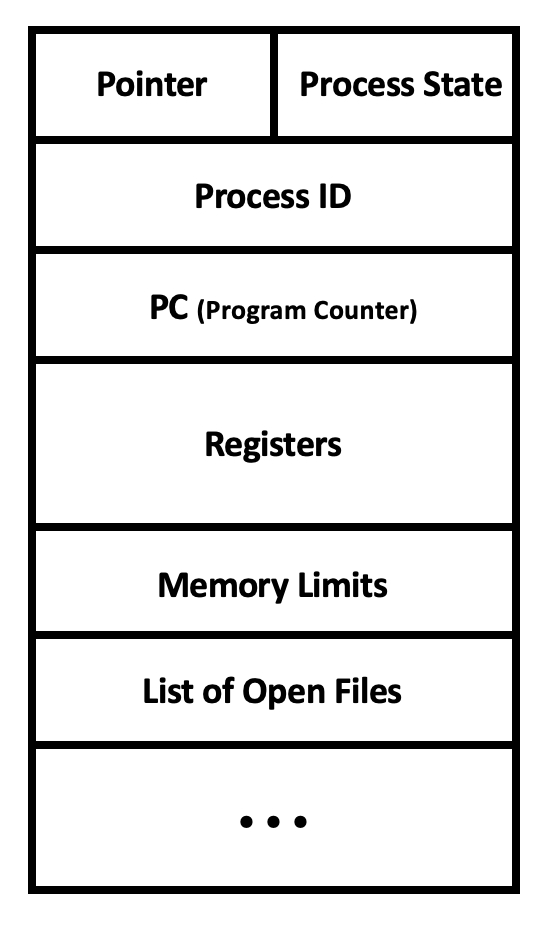 Pointer
Process State
Process ID
PC (Program Counter)
Registers
Memory Limits
List of Open Files
•••